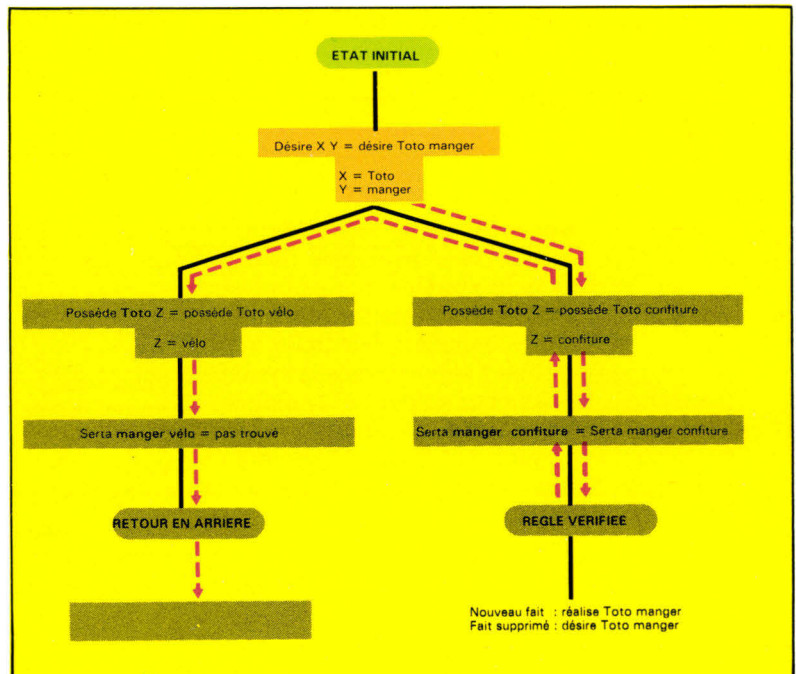 ETAT INITIAL
Désire X Y = désire Toto manger
X = Toto
Y = manger
Possède Toto Z = possède Toto vélo
Z = vélo
Possède Toto Z = possède Toto confiture
Z = confiture
Serta manger vélo = pas trouvé
Serta manger confiture = Serta manger confiture
RETOUR EN ARRIERE
REGLE VERIFIEE
Nouveau fait : réalise Toto manger
Fait supprimé : désire Toto manger